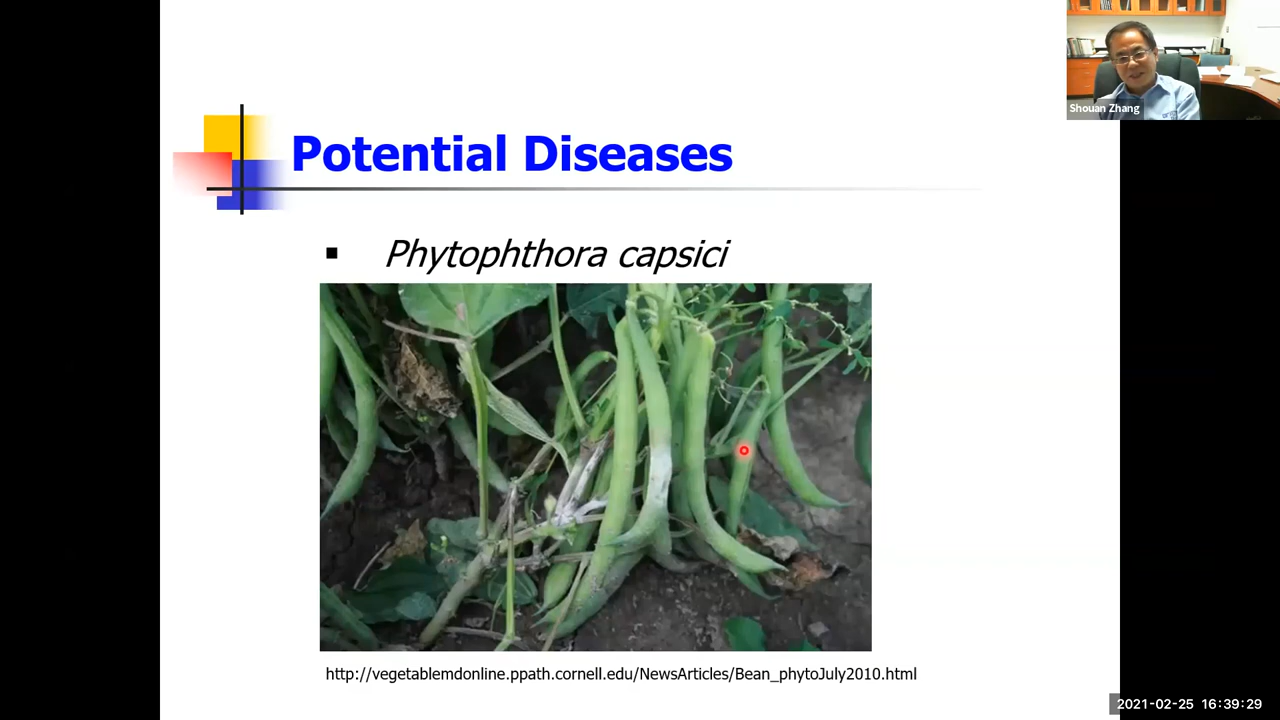 Shouan Zhang
Potential Diseases
Phytophthora capsici
http://vegetablemdonline.ppath.cornell.edu/NewsArticles/Bean_phytoJuly2010.html
2021-02-25 16:39:29